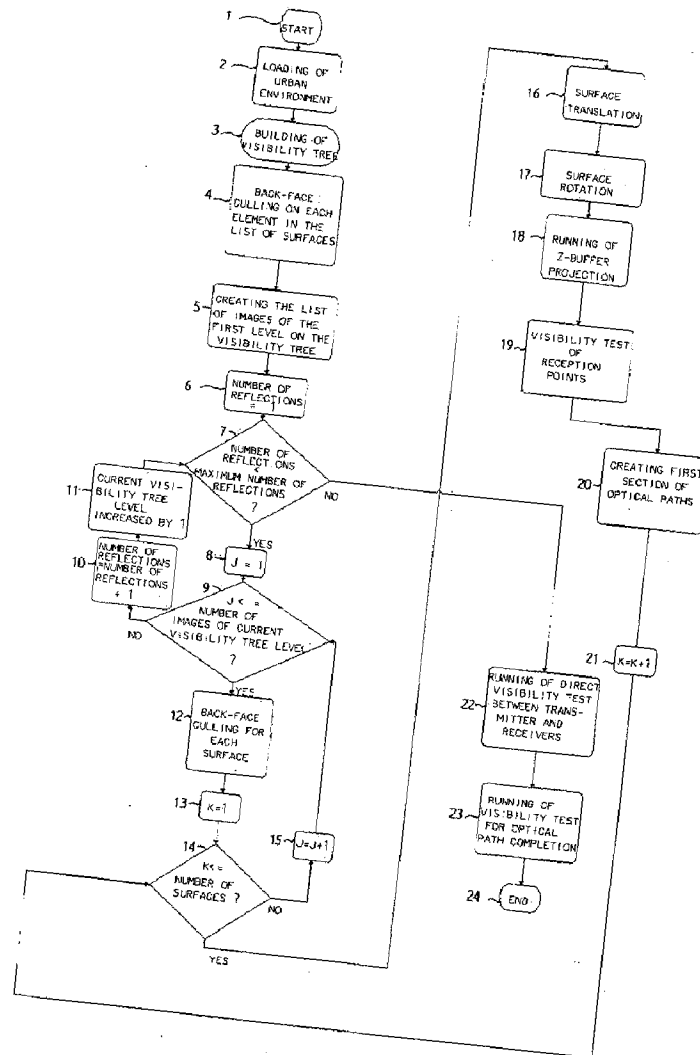 1
START
2
LOADING OF
URBAN
ENVIRONMENT
3
BUILDING OF
VISIBILITY TREE
4
BACK-FACE
CULLING ON EACH
ELEMENT IN THE
LIST OF SURFACES
5
CREATING THE LIST
OF IMAGES OF THE
FIRST LEVEL ON THE
VISIBILITY TREE
6
NUMBER OF
REFLECTIONS
= 1
7
NUMBER OF
REFLECTIONS
<
MAXIMUM NUMBER OF
REFLECTIONS
?
NO
YES
8
J = 1
9
J < =
NUMBER OF
IMAGES OF CURRENT
VISIBILITY TREE LEVEL
?
NO
YES
10
NUMBER OF
REFLECTIONS
=NUMBER OF
REFLECTIONS
+ 1
11
CURRENT VISI-
BILITY TREE
LEVEL
INCREASED BY 1
12
BACK-FACE
CULLING FOR
EACH
SURFACE
13
K=1
14
K<=
NUMBER OF
SURFACES ?
NO
YES
15
J=J+1
16
SURFACE
TRANSLATION
17
SURFACE
ROTATION
18
RUNNING OF
Z-BUFFER
PROJECTION
19
VISIBILITY TEST
OF
RECEPTION
POINTS
20
CREATING FIRST
SECTION OF
OPTICAL PATHS
21
K=K+1
22
RUNNING OF DIRECT
VISIBILITY TEST
BETWEEN TRANS-
MITTER AND
RECEIVERS
23
RUNNING OF
VISIBILITY TEST
FOR OPTICAL
PATH COMPLETION
24
END